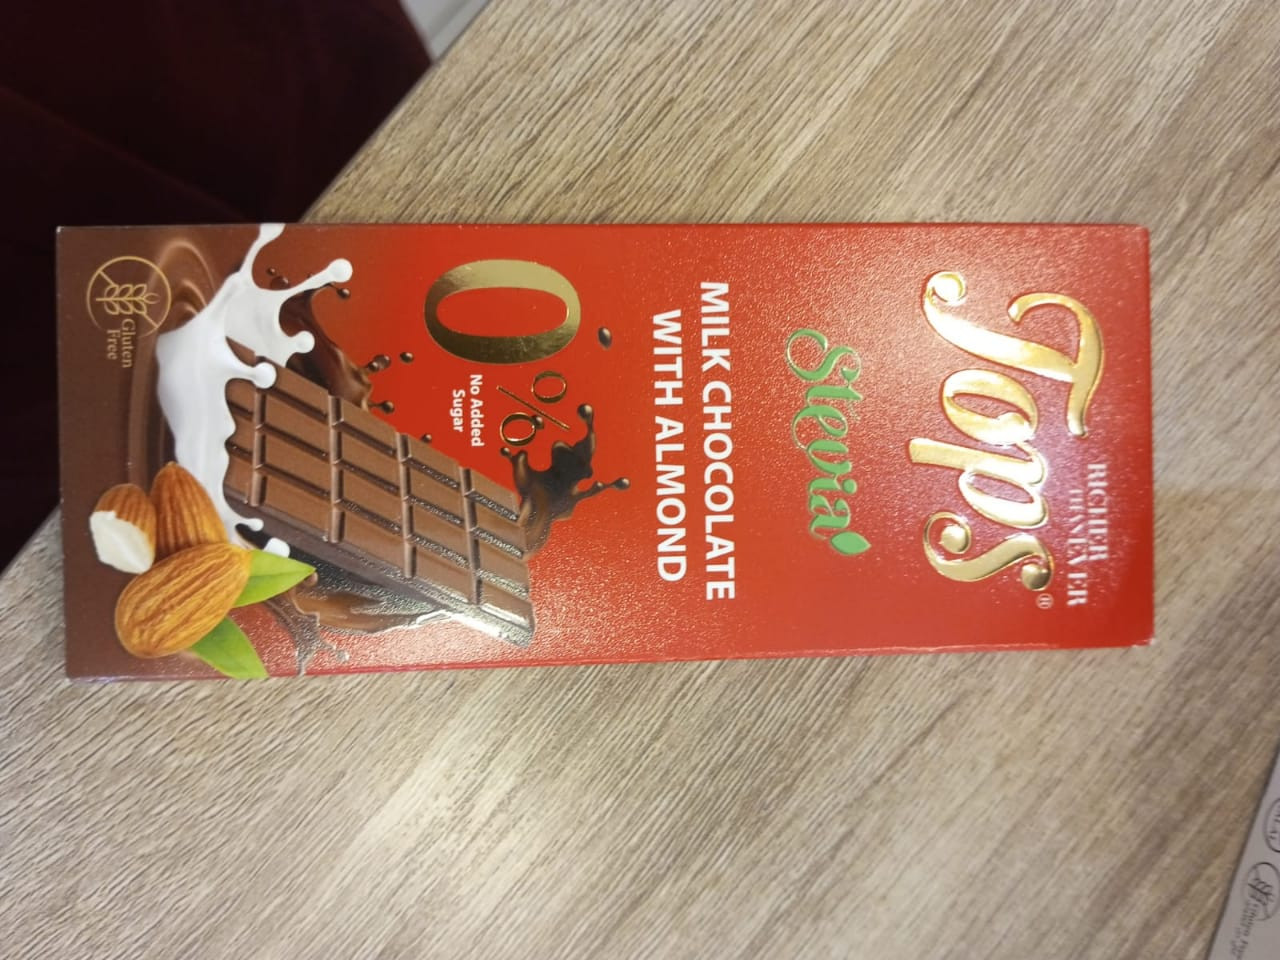 RICHER
THAN EVER
Tops®
Stevia
MILK CHOCOLATE
WITH ALMOND
0%
No Added
Sugar
Gluten
Free